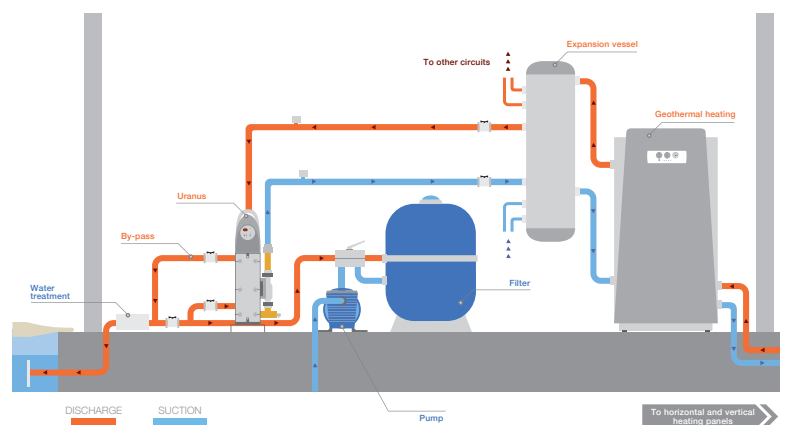 Expansion vessel
To other circuits
Geothermal heating
Uranus
By-pass
Water
treatment
Filter
Pump
DISCHARGE
SUCTION
To horizontal and vertical
heating panels